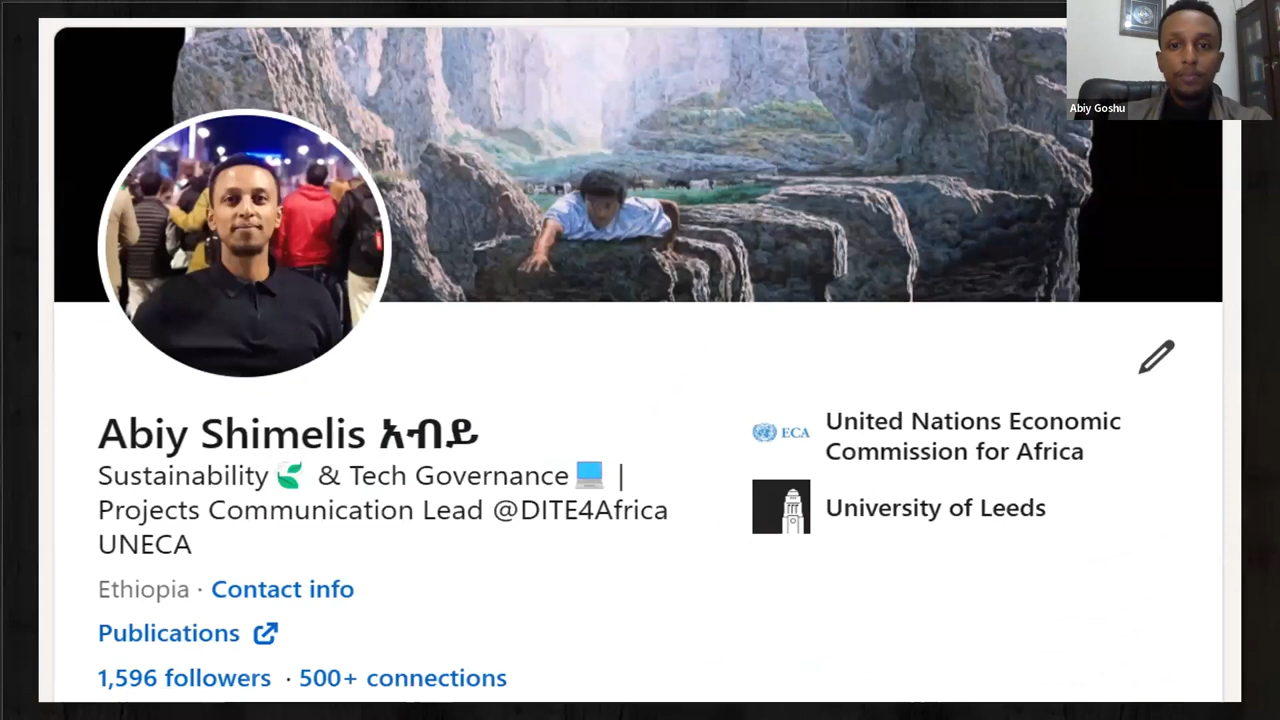 Abiy Goshu
Abiy Shimelis አብይ
Sustainability & Tech Governance |
Projects Communication Lead @DITE4Africa
UNECA
Ethiopia · Contact info
Publications
1,596 followers · 500+ connections
ECA
United Nations Economic
Commission for Africa
University of Leeds